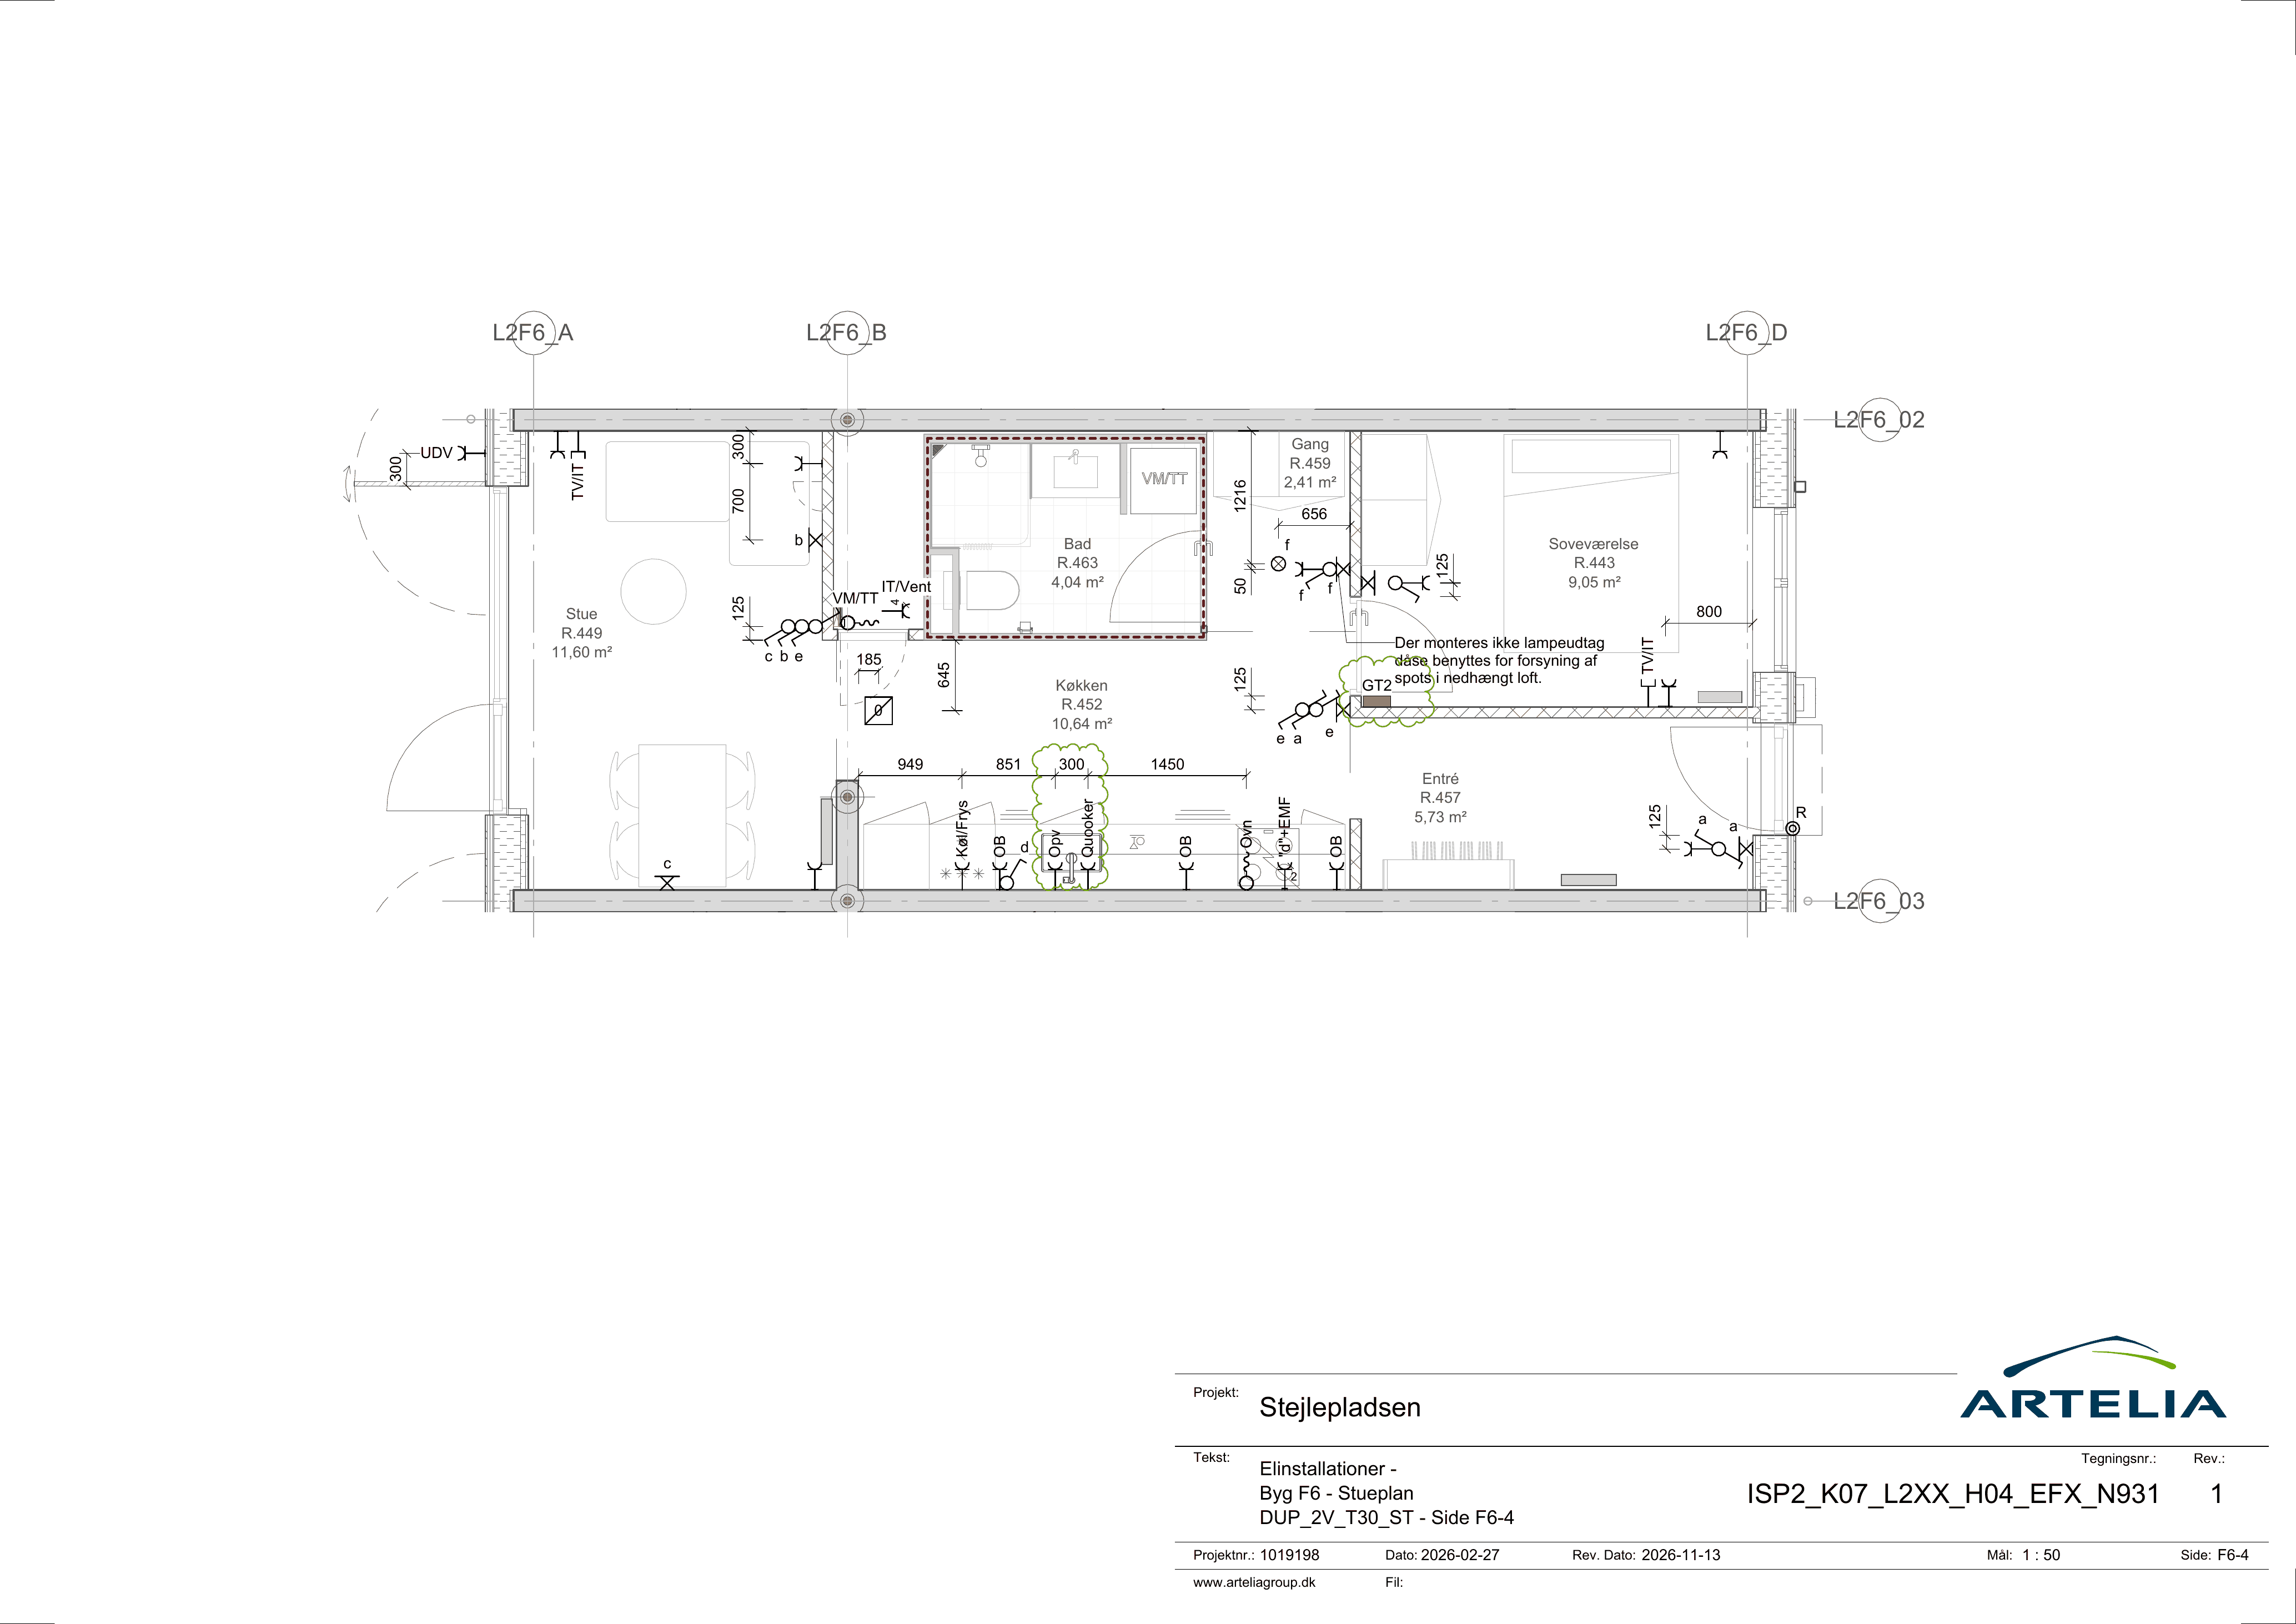 L2F6_A
L2F6_B
L2F6_D
L2F6_02
UDV
300
TV/IT
300
700
b
125
c b e
VM/TT
IT/Vent
4
185
645
0
Stue
R.449
11,60 m²
VM/TT
Bad
R.463
4,04 m²
Gang
R.459
2,41 m²
1216
656
f
f
f
50
125
Soveværelse
R.443
9,05 m²
800
TV/IT
Der monteres ikke lampeudtag
dåse benyttes for forsyning af
spots i nedhængt loft.
GT2
125
e a
e
Køkken
R.452
10,64 m²
949
851
300
1450
Køl/Frys
OB
d
Opv
Quooker
OB
Ovn
"d"+EMF
2
OB
Entré
R.457
5,73 m²
125
a
a
R
c
L2F6_03
ARTELIA
Projekt:
Stejlepladsen
Tekst:
Elinstallationer -
Byg F6 - Stueplan
DUP_2V_T30_ST - Side F6-4
Tegningsnr.:
Rev.:
ISP2_K07_L2XX_H04_EFX_N931
1
Projektnr.: 1019198
Dato: 2026-02-27
Rev. Dato: 2026-11-13
Mål: 1 : 50
Side: F6-4
www.arteliagroup.dk
Fil: